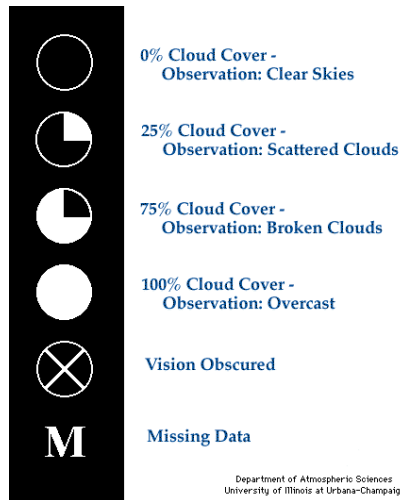 0% Cloud Cover -
Observation: Clear Skies
25% Cloud Cover -
Observation: Scattered Clouds
75% Cloud Cover -
Observation: Broken Clouds
100% Cloud Cover -
Observation: Overcast
Vision Obscured
M
Missing Data
Department of Atmospheric Sciences
University of Illinois at Urbana-Champaig